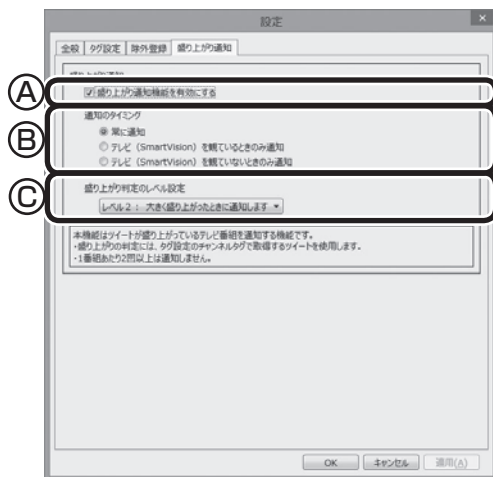 設定
×
全般 タグ設定 除外登録 盛り上がり通知
盛り上がり通知
Ⓐ
盛り上がり通知機能を有効にする
Ⓑ
通知のタイミング
常に通知
テレビ（SmartVision）を観ているときのみ通知
テレビ（SmartVision）を観ていないときのみ通知
Ⓒ
盛り上がり判定のレベル設定
レベル2： 大きく盛り上がったときに通知します
本機能はツイートが盛り上がっているテレビ番組を通知する機能です。
・盛り上がりの判定には、タグ設定のチャンネルタグで取得するツイートを使用します。
・1番組あたり2回以上は通知しません。
OK キャンセル 適用(A)